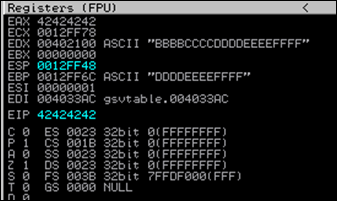 Registers (FPU) <
EAX 42424242
ECX 0012FF78
EDX 00402100 ASCII "BBBBCCCCDDDDEEEEFFFF"
EBX 00000000
ESP 0012FF48
EBP 0012FF6C ASCII "DDDDEEEEFFFF"
ESI 00000001
EDI 004033AC gsvtable.004033AC
EIP 42424242
C 0 ES 0023 32bit 0(FFFFFFFF)
P 1 CS 001B 32bit 0(FFFFFFFF)
A 0 SS 0023 32bit 0(FFFFFFFF)
Z 1 DS 0023 32bit 0(FFFFFFFF)
S 0 FS 003B 32bit 7FFDF000(FFF)
T 0 GS 0000 NULL